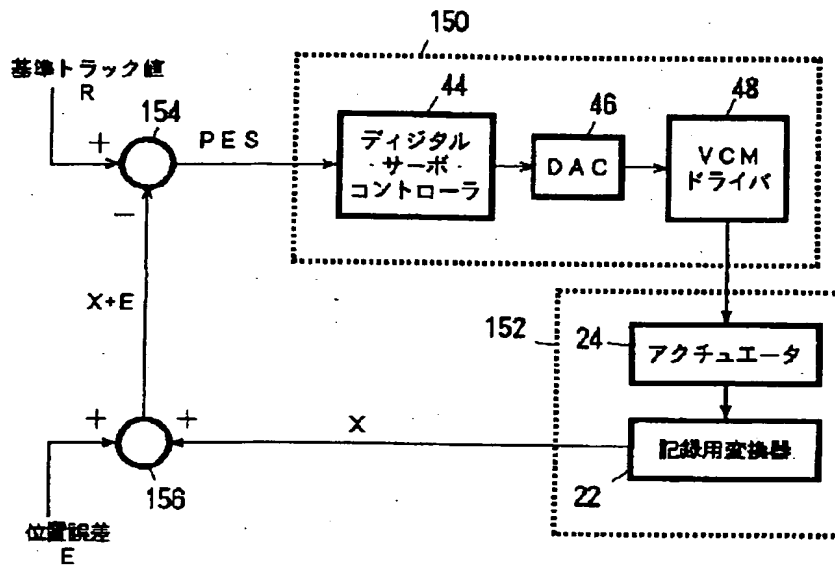 150
基準トラック値
R
154
+
−
PES
44
ディジタル
・サーボ・
コントローラ
46
DAC
48
VCM
ドライバ
X+E
152
24
アクチュエータ
22
記録用変換器
X
+
+
156
位置誤差
E